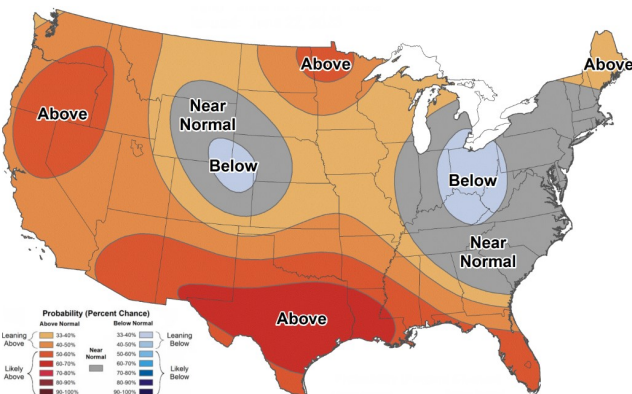 Above
Above
Above
Near
Normal
Below
Below
Near
Normal
Above
Probability (Percent Chance)
Above Normal
Below Normal
Leaning
Above
33-40%
33-40%
Leaning
Below
40-50%
40-50%
50-60%
Near
Normal
50-60%
Likely
Above
60-70%
60-70%
Likely
Below
70-80%
70-80%
80-90%
80-90%
90-100%
90-100%